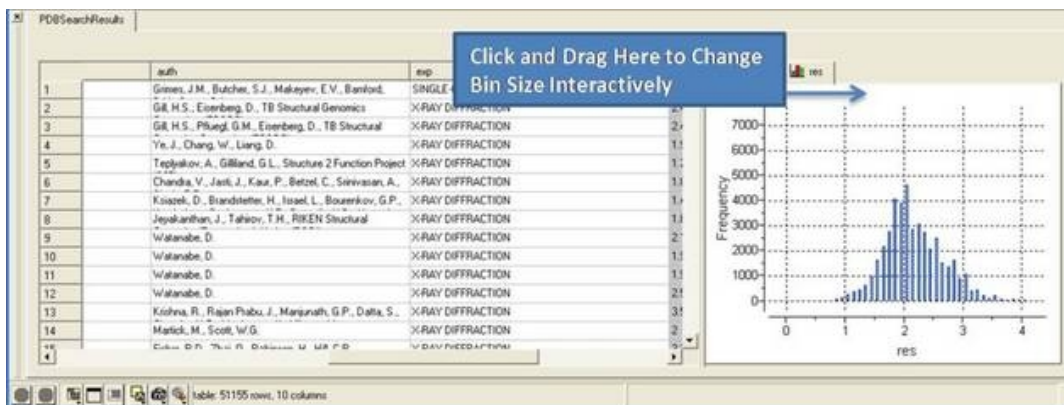 PDBSearchResults
Click and Drag Here to Change
Bin Size Interactively
res
auth exp
1 Grimes, J.M., Butcher, S.J., Makeyev, E.V., Bamford,
2 Gill, H.S., Eisenberg, D., TB Structural Genomics X-RAY DIFFRACTION
3 Gill, H.S., Pfluegl, G.M., Eisenberg, D., TB Structural X-RAY DIFFRACTION
4 Ye, J., Chang, W., Liang, D. X-RAY DIFFRACTION
5 Teplyakov, A., Gilliland, G.L., Structure 2 Function Project X-RAY DIFFRACTION
6 Chandra, V., Jasti, J., Kaur, P., Betzel, C., Srinivasan, A., X-RAY DIFFRACTION
7 Ksiazek, D., Brandstetter, H., Israel, L., Bourenkov, G.P., X-RAY DIFFRACTION
8 Jeyakanthan, J., Tahirov, T.H., RIKEN Structural X-RAY DIFFRACTION
9 Watanabe, D. X-RAY DIFFRACTION
10 Watanabe, D. X-RAY DIFFRACTION
11 Watanabe, D. X-RAY DIFFRACTION
12 Watanabe, D. X-RAY DIFFRACTION
13 Krishna, R., Rajan Prabu, J., Manjunath, G.P., Datta, S., X-RAY DIFFRACTION
14 Martick, M., Scott, W.G. X-RAY DIFFRACTION 2
7000
6000
5000
4000
3000
2000
1000
0
Frequency
0 1 2 3 4
res
table: 51155 rows, 10 columns